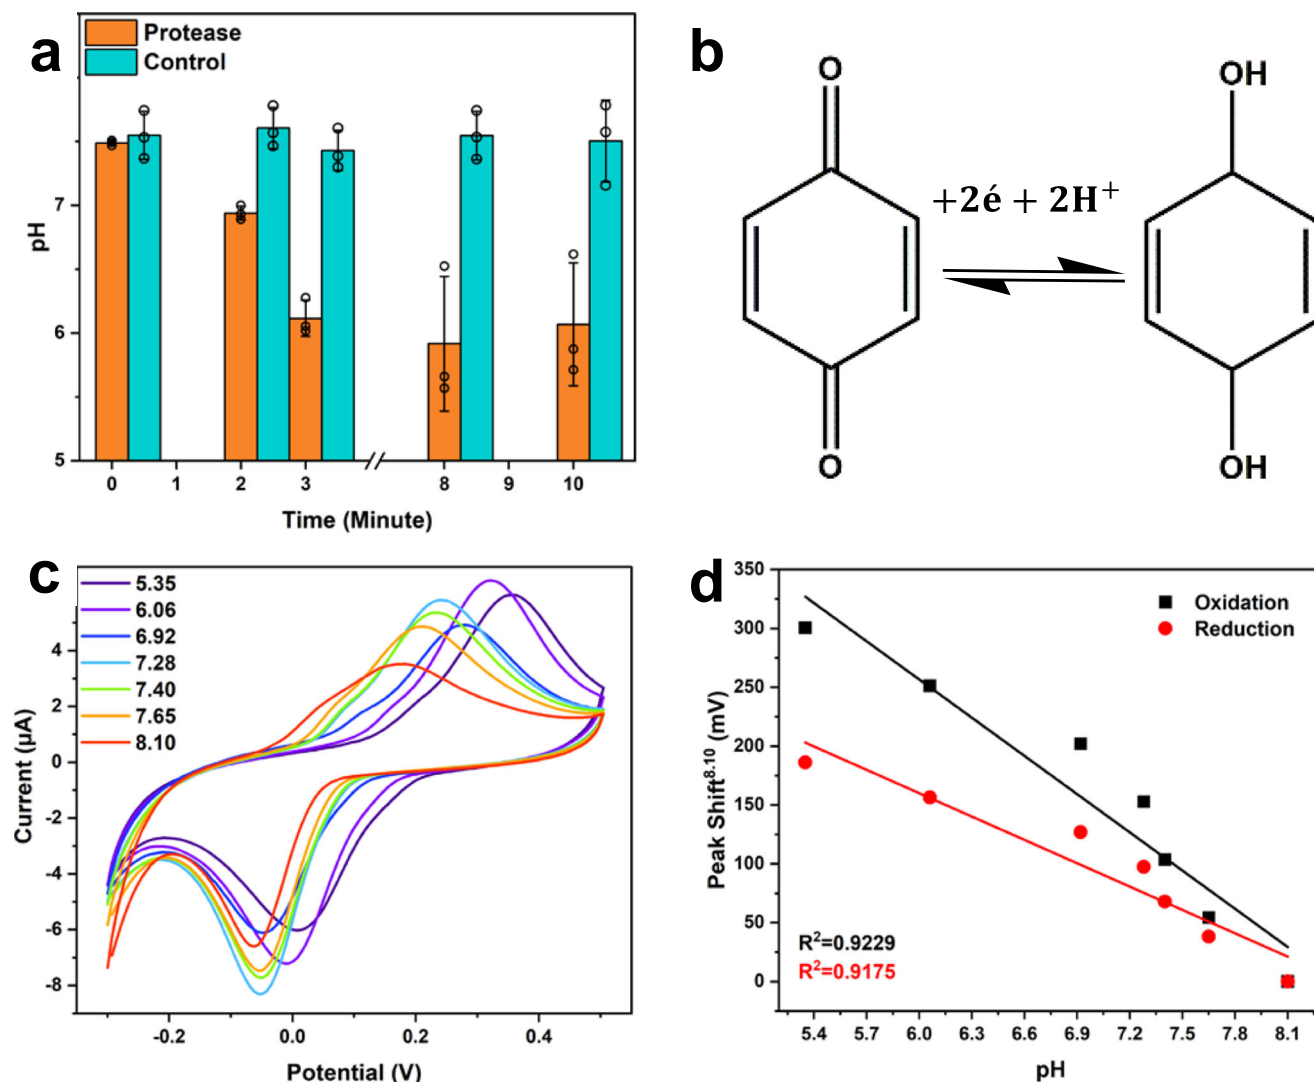 a
Protease
Control
pH
7
6
5
0 1 2 3 8 9 10
Time (Minute)
b
O
O
+2é + 2H⁺
OH
OH
c
5.35
6.06
6.92
7.28
7.40
7.65
8.10
Current (µA)
4
2
0
-2
-4
-6
-8
-0.2 0.0 0.2 0.4
Potential (V)
d
Oxidation
Reduction
Peak Shift⁸·¹⁰ (mV)
350
300
250
200
150
100
50
0
R²=0.9229
R²=0.9175
5.4 5.7 6.0 6.3 6.6 6.9 7.2 7.5 7.8 8.1
pH